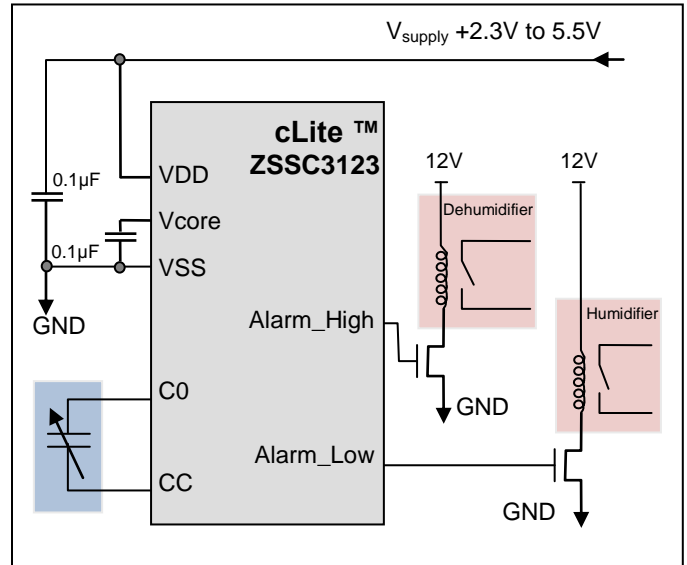 Vsupply +2.3V to 5.5V
cLite ™
ZSSC3123
12V
12V
0.1µF
VDD
Dehumidifier
Vcore
0.1µF
VSS
GND
Alarm_High
Humidifier
C0
GND
Alarm_Low
CC
GND